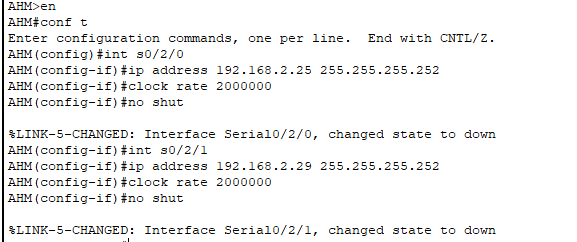 AHM>en
AHM#conf t
Enter configuration commands, one per line.  End with CNTL/Z.
AHM(config)#int s0/2/0
AHM(config-if)#ip address 192.168.2.25 255.255.255.252
AHM(config-if)#clock rate 2000000
AHM(config-if)#no shut
%LINK-5-CHANGED: Interface Serial0/2/0, changed state to down
AHM(config-if)#int s0/2/1
AHM(config-if)#ip address 192.168.2.29 255.255.255.252
AHM(config-if)#clock rate 2000000
AHM(config-if)#no shut
%LINK-5-CHANGED: Interface Serial0/2/1, changed state to down